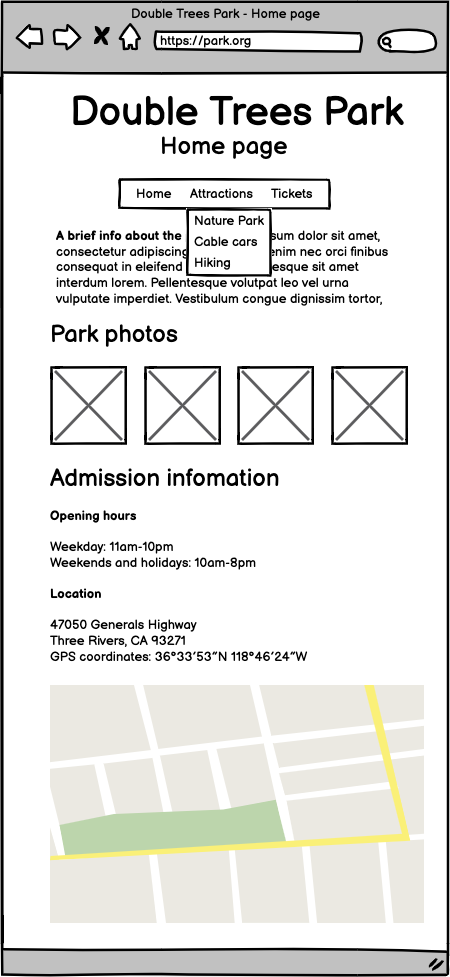 Double Trees Park - Home page
https://park.org
Double Trees Park
Home page
Home Attractions Tickets
Nature Park
Cable cars
Hiking
A brief info about the sum dolor sit amet,
consectetur adipiscing enim nec orci finibus
consequat in eleifend esque sit amet
interdum lorem. Pellentesque volutpat leo vel urna
vulputate imperdiet. Vestibulum congue dignissim tortor,
Park photos
Admission infomation
Opening hours
Weekday: 11am-10pm
Weekends and holidays: 10am-8pm
Location
47050 Generals Highway
Three Rivers, CA 93271
GPS coordinates: 36°33′53″N 118°46′24″W